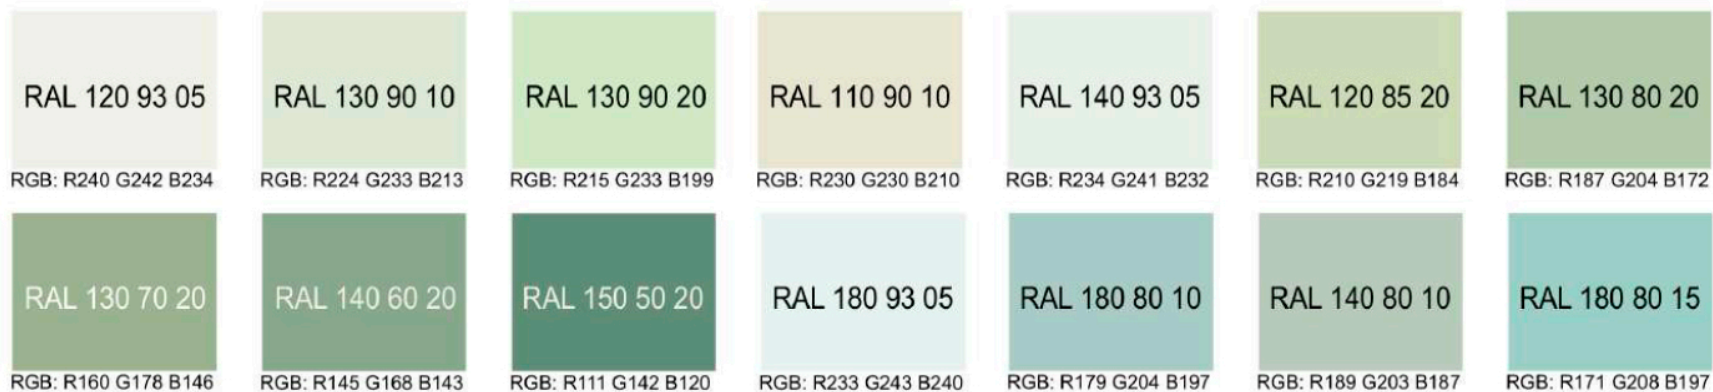 RAL 120 93 05
RGB: R240 G242 B234
RAL 130 90 10
RGB: R224 G233 B213
RAL 130 90 20
RGB: R215 G233 B199
RAL 110 90 10
RGB: R230 G230 B210
RAL 140 93 05
RGB: R234 G241 B232
RAL 120 85 20
RGB: R210 G219 B184
RAL 130 80 20
RGB: R187 G204 B172
RAL 130 70 20
RGB: R160 G178 B146
RAL 140 60 20
RGB: R145 G168 B143
RAL 150 50 20
RGB: R111 G142 B120
RAL 180 93 05
RGB: R233 G243 B240
RAL 180 80 10
RGB: R179 G204 B197
RAL 140 80 10
RGB: R189 G203 B187
RAL 180 80 15
RGB: R171 G208 B197